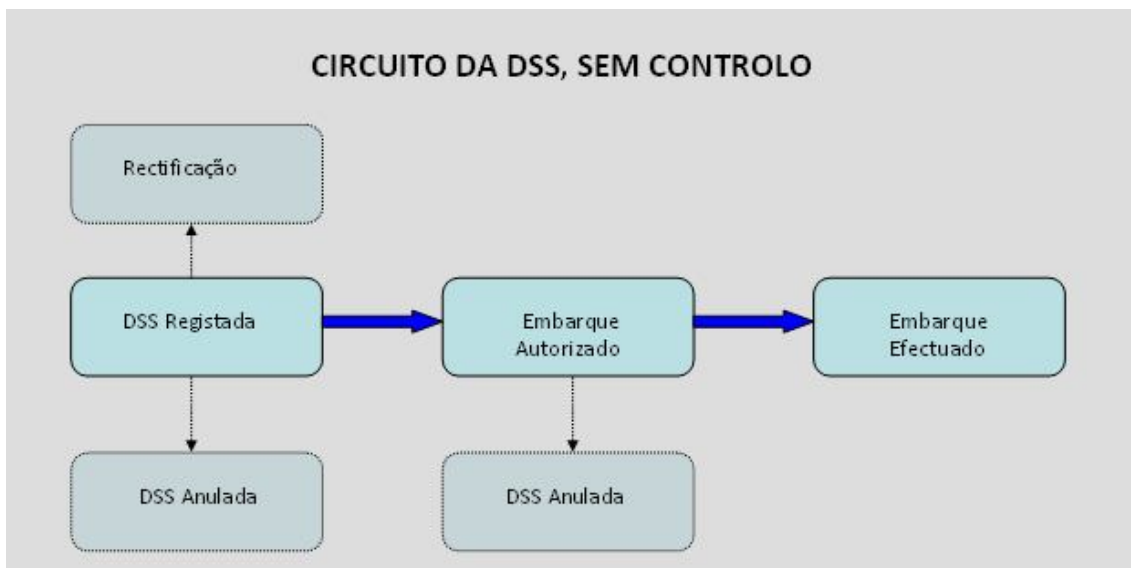 CIRCUITO DA DSS, SEM CONTROLO
Rectificação
DSS Registada
Embarque
Autorizado
Embarque
Efectuado
DSS Anulada
DSS Anulada